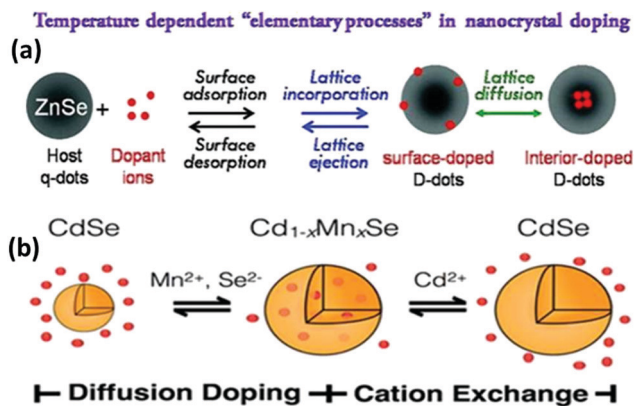 Temperature dependent “elementary processes” in nanocrystal doping
(a)
ZnSe
+
Host
q-dots
Dopant
ions
Surface
adsorption
Surface
desorption
Lattice
incorporation
Lattice
ejection
surface-doped
D-dots
Lattice
diffusion
Interior-doped
D-dots
(b)
CdSe
Mn²⁺, Se²⁻
Cd₁₋ₓMnₓSe
Cd²⁺
CdSe
Diffusion Doping
Cation Exchange